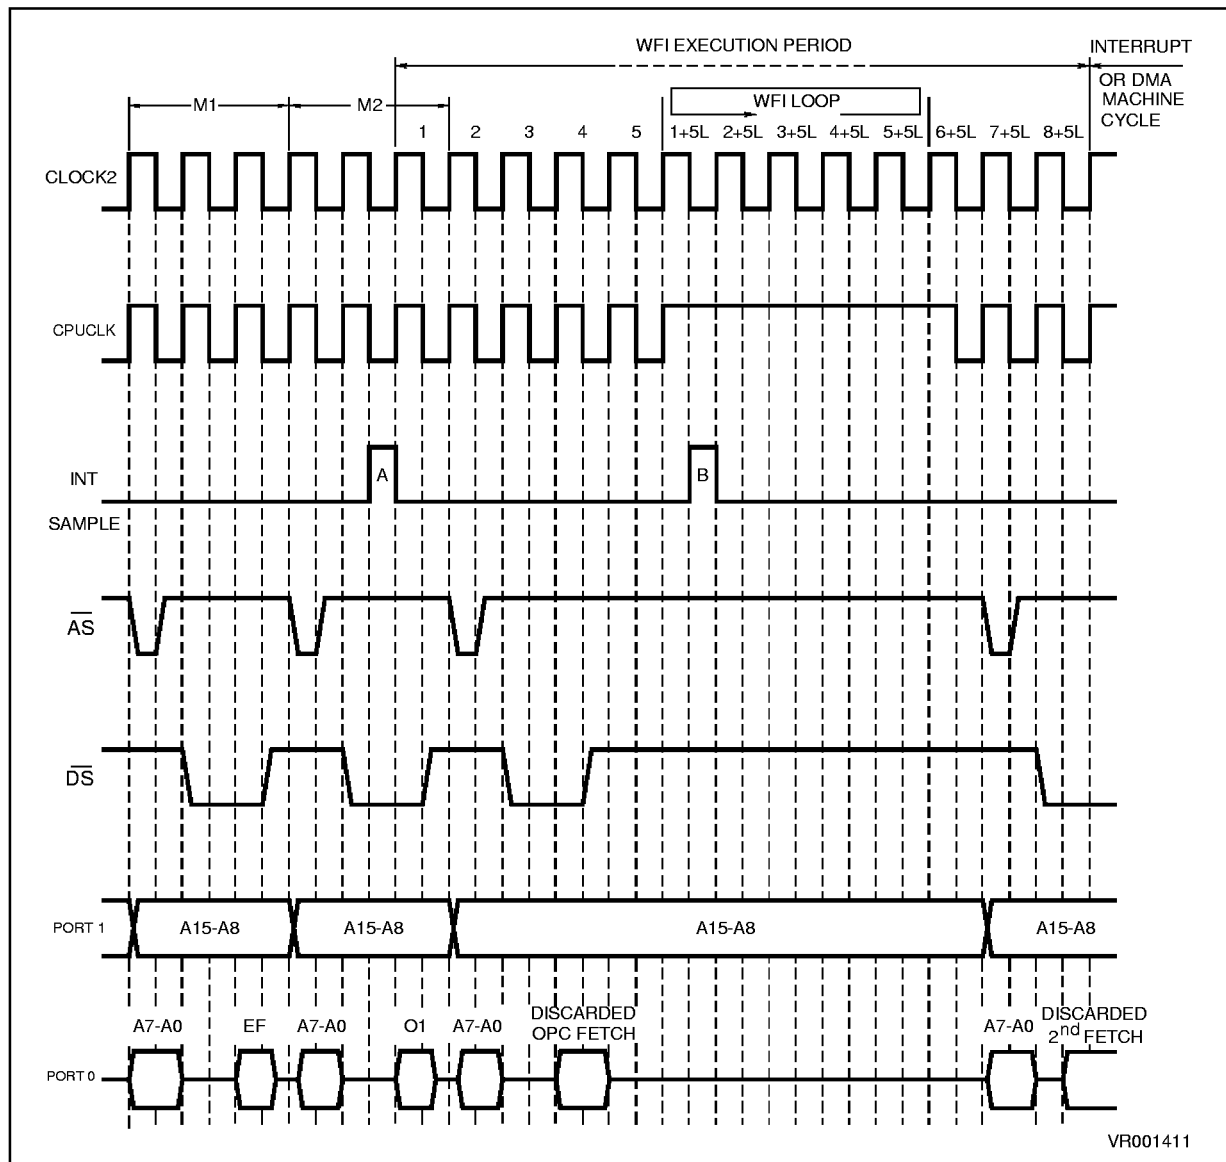 WFI EXECUTION PERIOD
INTERRUPT
OR DMA
MACHINE
CYCLE
M1
M2
WFI LOOP
1 2 3 4 5 1+5L 2+5L 3+5L 4+5L 5+5L 6+5L 7+5L 8+5L
CLOCK2
CPUCLK
INT
A
B
SAMPLE
AS
DS
PORT 1
A15-A8
A15-A8
A15-A8
A15-A8
A7-A0
EF
A7-A0
O1
A7-A0
DISCARDED
OPC FETCH
A7-A0
DISCARDED
2nd FETCH
PORT 0
VR001411